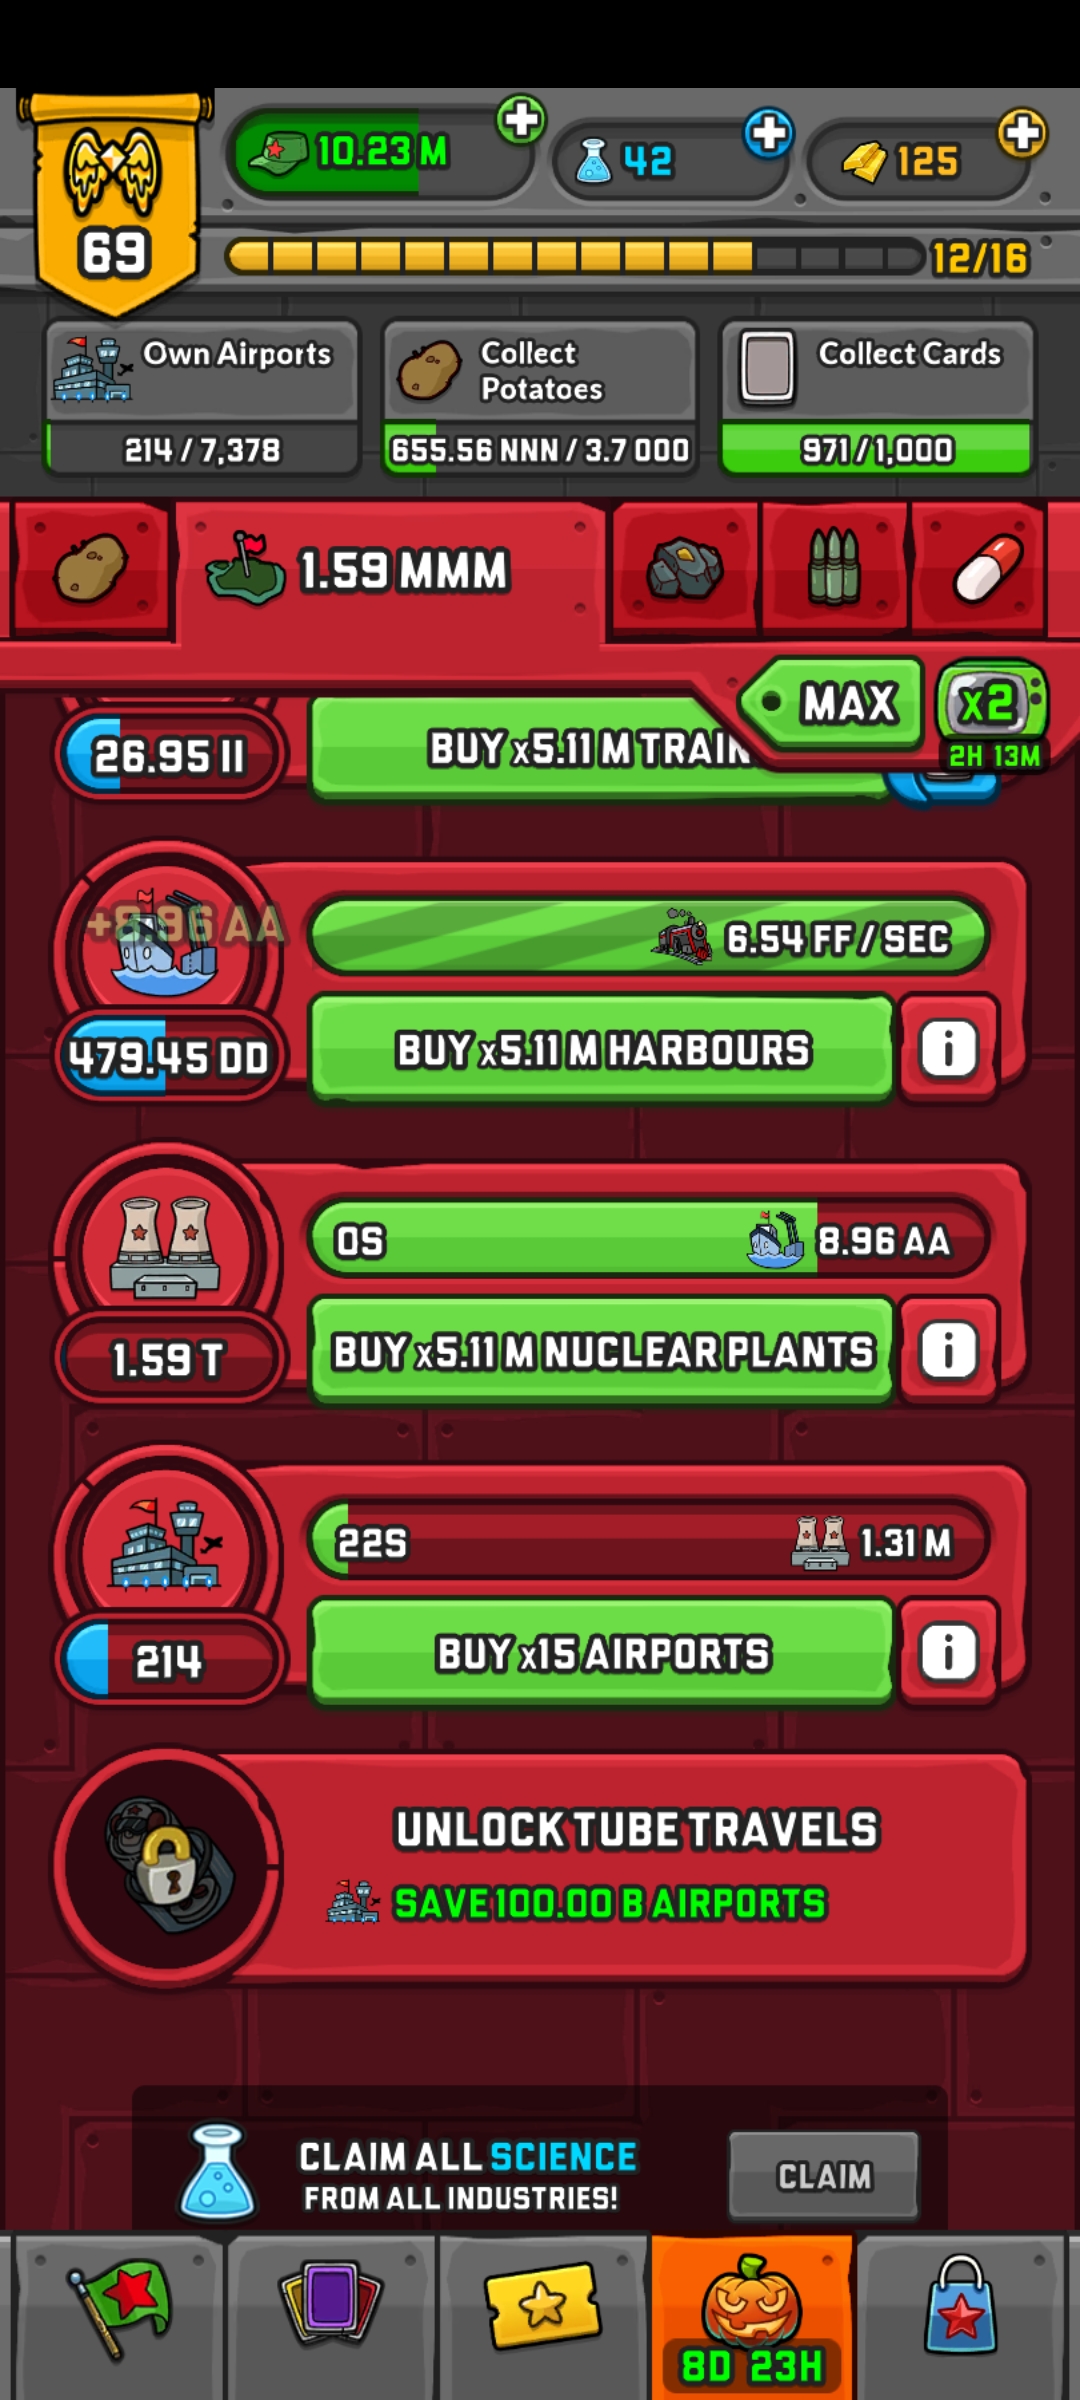 10.23 M
42
125
69
12/16
Own Airports
214 / 7,378
Collect
Potatoes
655.56 NNN / 3.7 OOO
Collect Cards
971 / 1,000
1.59 MMM
MAX
x2
2H 13M
26.95 II
BUY x5.11 M TRAIN
+8.96 AA
6.54 FF / SEC
479.45 DD
BUY x5.11 M HARBOURS
i
0S
8.96 AA
1.59 T
BUY x5.11 M NUCLEAR PLANTS
i
22S
1.31 M
214
BUY x15 AIRPORTS
i
UNLOCK TUBE TRAVELS
SAVE 100.00 B AIRPORTS
CLAIM ALL SCIENCE
FROM ALL INDUSTRIES!
CLAIM
8D 23H